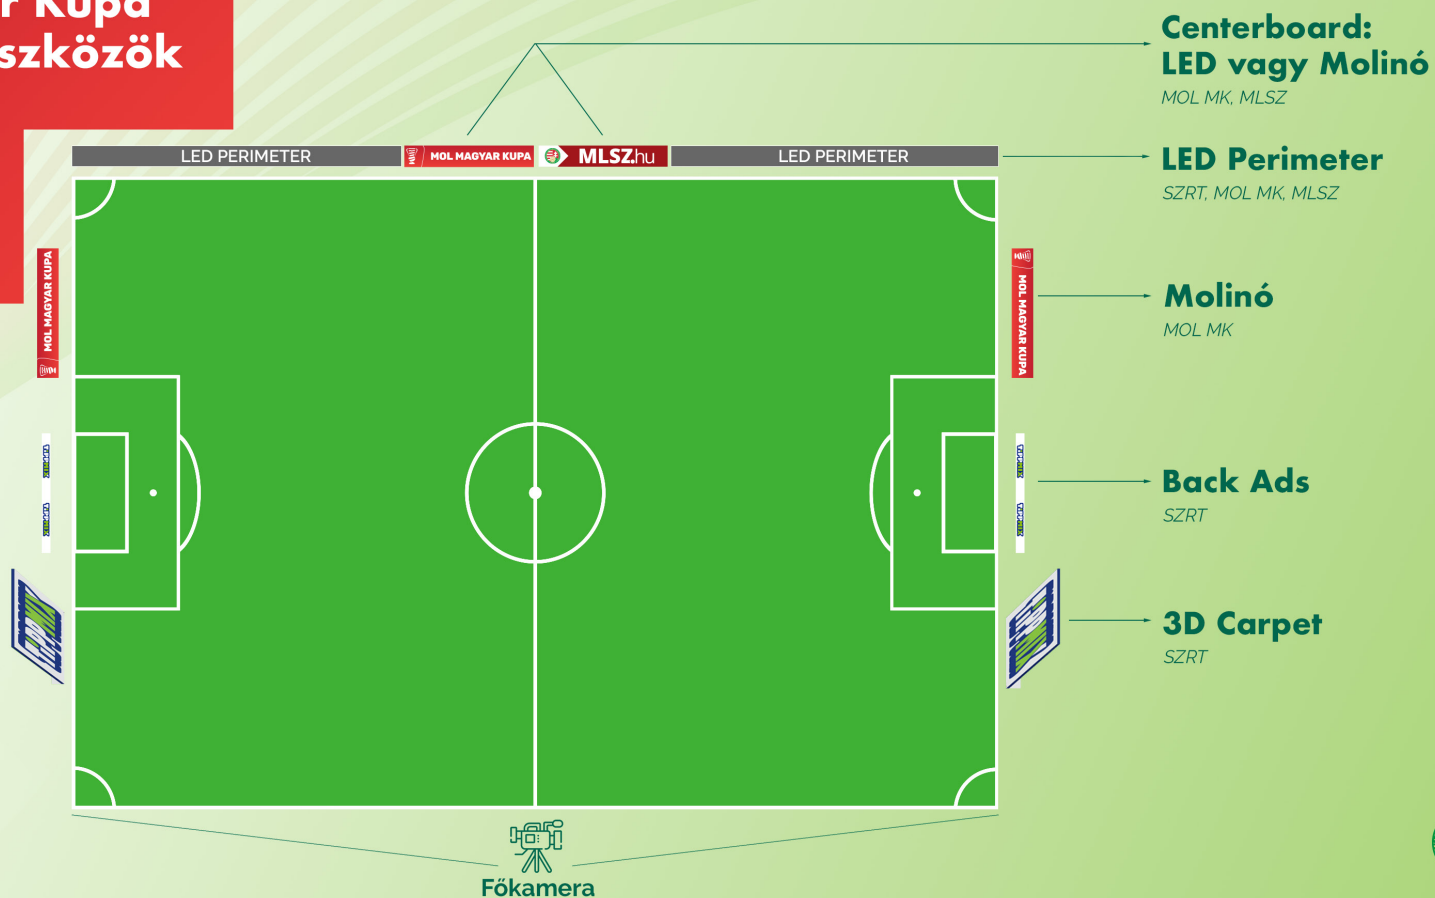 r Kupa
szközök
Centerboard:
LED vagy Molinó
MOL MK, MLSZ
LED PERIMETER
MOL MAGYAR KUPA
MLSZ.hu
LED PERIMETER
LED Perimeter
SZRT, MOL MK, MLSZ
MOL MAGYAR KUPA
MOL MAGYAR KUPA
Molinó
MOL MK
Back Ads
SZRT
3D Carpet
SZRT
Főkamera